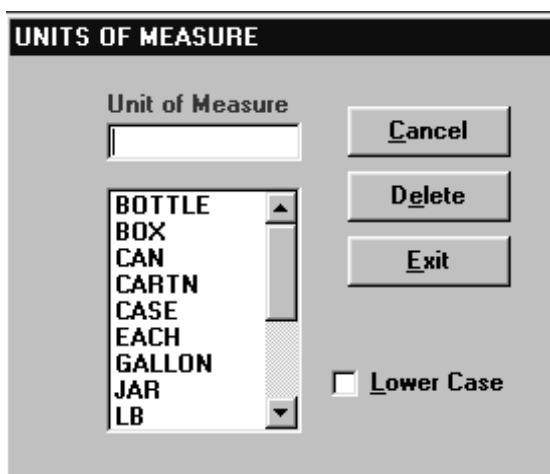 UNITS OF MEASURE
Unit of Measure
Cancel
Delete
Exit
BOTTLE
BOX
CAN
CARTN
CASE
EACH
GALLON
JAR
LB
Lower Case